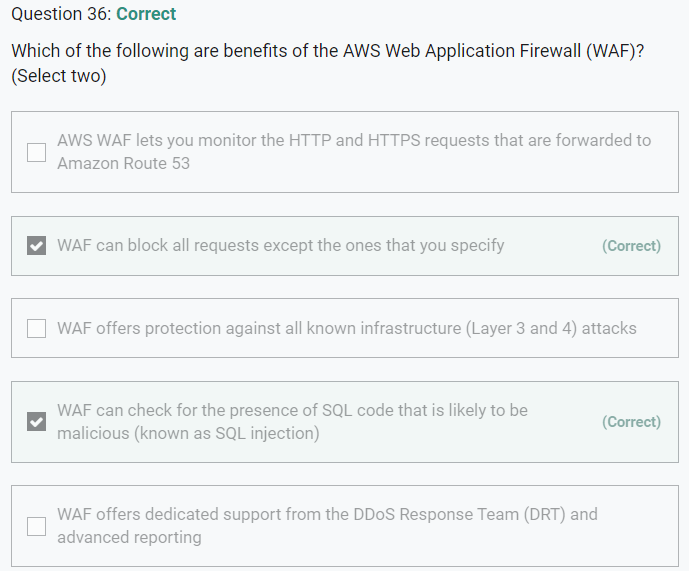 Question 36: Correct
Which of the following are benefits of the AWS Web Application Firewall (WAF)?
(Select two)
AWS WAF lets you monitor the HTTP and HTTPS requests that are forwarded to
Amazon Route 53
WAF can block all requests except the ones that you specify (Correct)
WAF offers protection against all known infrastructure (Layer 3 and 4) attacks
WAF can check for the presence of SQL code that is likely to be
malicious (known as SQL injection) (Correct)
WAF offers dedicated support from the DDoS Response Team (DRT) and
advanced reporting